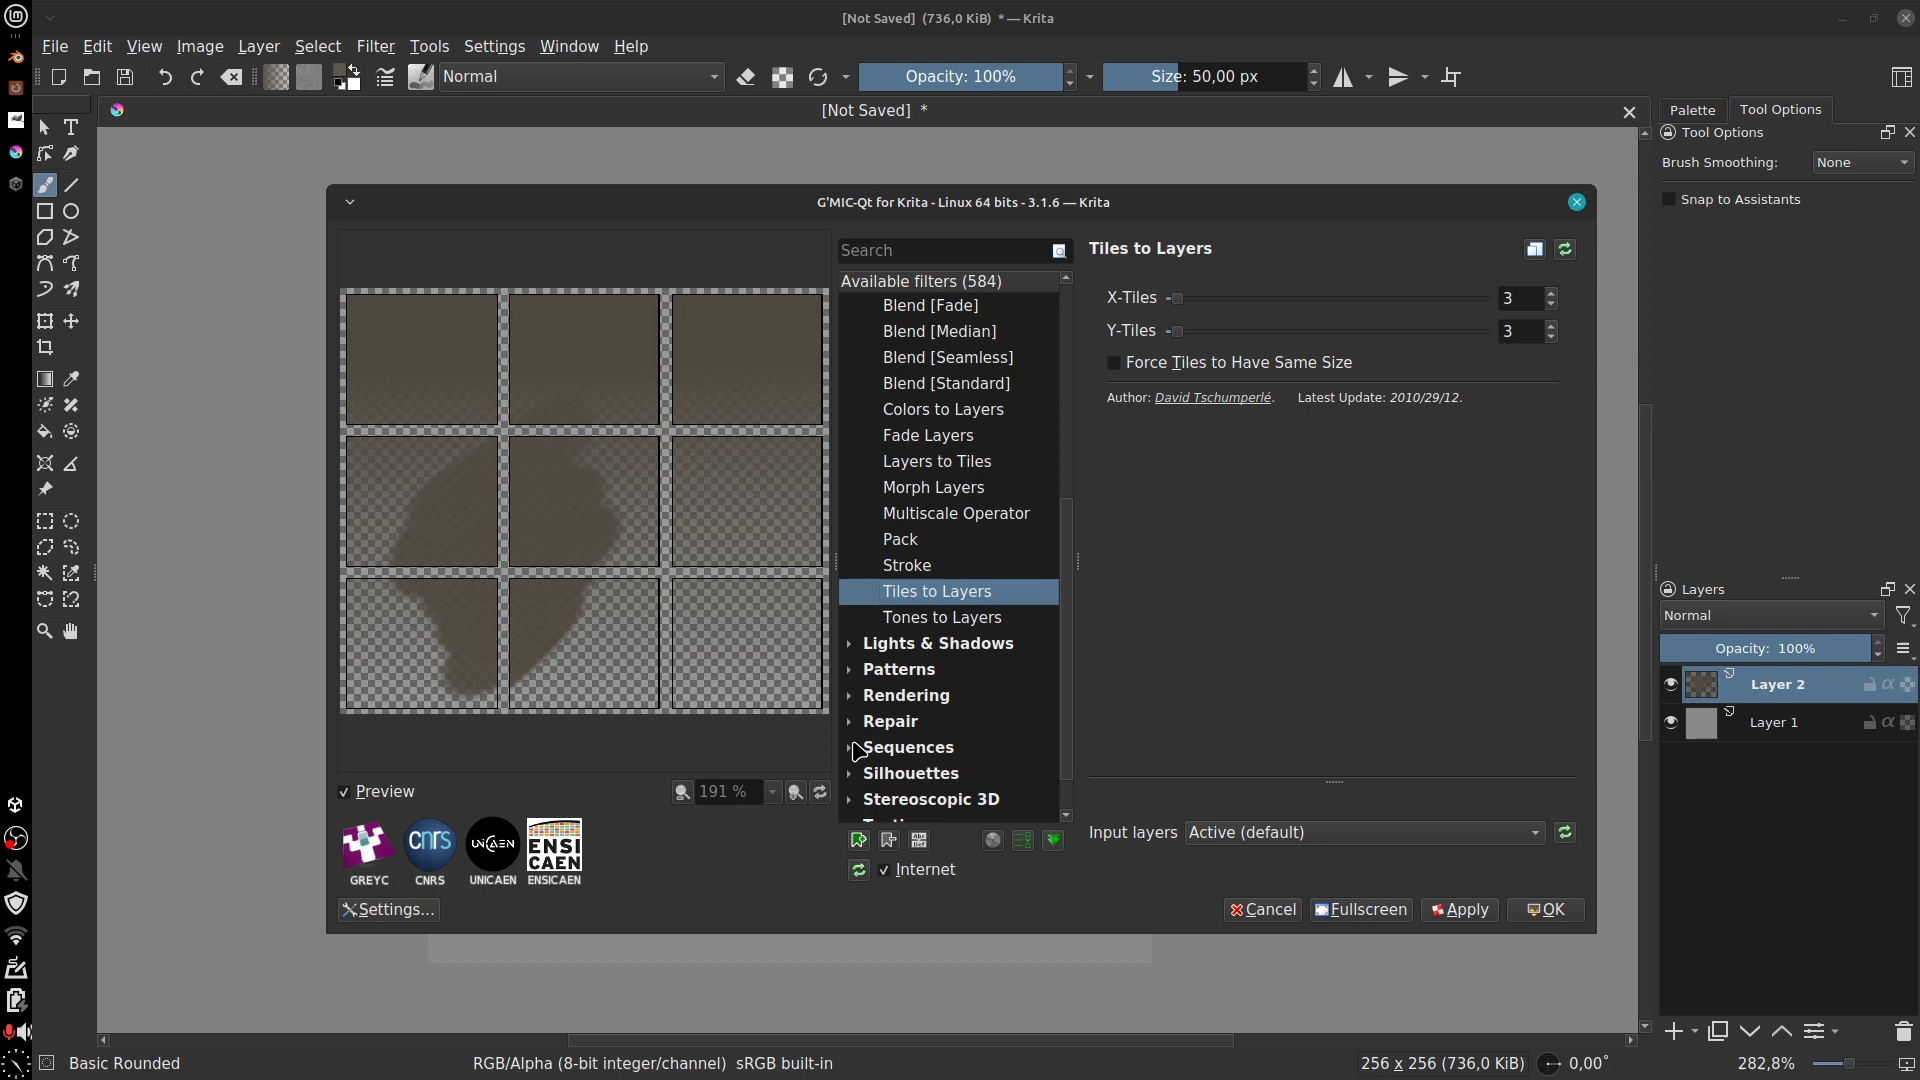 [Not Saved] (736,0 KiB) * — Krita
File Edit View Image Layer Select Filter Tools Settings Window Help
Normal
Opacity: 100%
Size: 50,00 px
[Not Saved] *
Palette
Tool Options
Tool Options
Brush Smoothing:
None
Snap to Assistants
G'MIC-Qt for Krita - Linux 64 bits - 3.1.6 — Krita
Search
Available filters (584)
Blend [Fade]
Blend [Median]
Blend [Seamless]
Blend [Standard]
Colors to Layers
Fade Layers
Layers to Tiles
Morph Layers
Multiscale Operator
Pack
Stroke
Tiles to Layers
Tones to Layers
Lights & Shadows
Patterns
Rendering
Repair
Sequences
Silhouettes
Stereoscopic 3D
Tiles to Layers
X-Tiles
3
Y-Tiles
3
Force Tiles to Have Same Size
Author: David Tschumperlé. Latest Update: 2010/29/12.
Preview
191 %
GREYC
cnrs
CNRS
UNICAEN
UNICAEN
ENSI
CAEN
ENSICAEN
Internet
Input layers
Active (default)
Settings...
Cancel
Fullscreen
Apply
OK
Layers
Normal
Opacity: 100%
Layer 2
Layer 1
Basic Rounded
RGB/Alpha (8-bit integer/channel) sRGB built-in
256 x 256 (736,0 KiB)
0,00°
282,8%